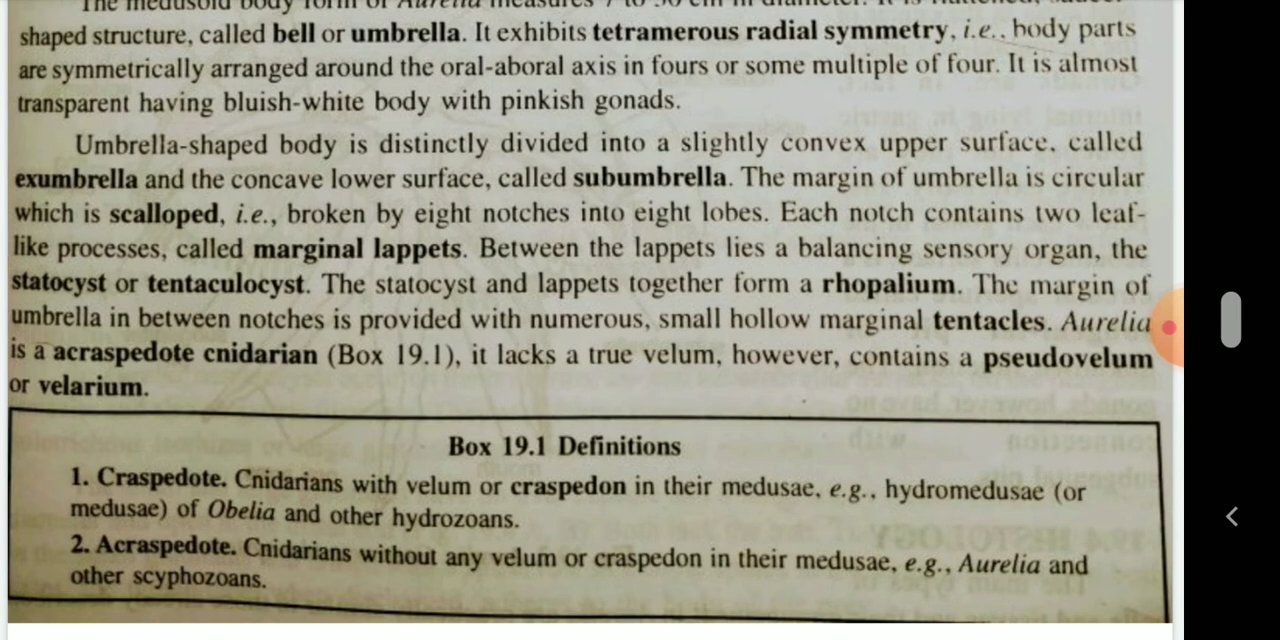 The medusoid body form of Aurelia measures
shaped structure, called bell or umbrella. It exhibits tetramerous radial symmetry, i.e., body parts
are symmetrically arranged around the oral-aboral axis in fours or some multiple of four. It is almost
transparent having bluish-white body with pinkish gonads.
Umbrella-shaped body is distinctly divided into a slightly convex upper surface, called
exumbrella and the concave lower surface, called subumbrella. The margin of umbrella is circular
which is scalloped, i.e., broken by eight notches into eight lobes. Each notch contains two leaf-
like processes, called marginal lappets. Between the lappets lies a balancing sensory organ, the
statocyst or tentaculocyst. The statocyst and lappets together form a rhopalium. The margin of
umbrella in between notches is provided with numerous, small hollow marginal tentacles. Aurelia
is a acraspedote cnidarian (Box 19.1), it lacks a true velum, however, contains a pseudovelum
or velarium.
Box 19.1 Definitions
1. Craspedote. Cnidarians with velum or craspedon in their medusae, e.g., hydromedusae (or
medusae) of Obelia and other hydrozoans.
2. Acraspedote. Cnidarians without any velum or craspedon in their medusae, e.g., Aurelia and
other scyphozoans.